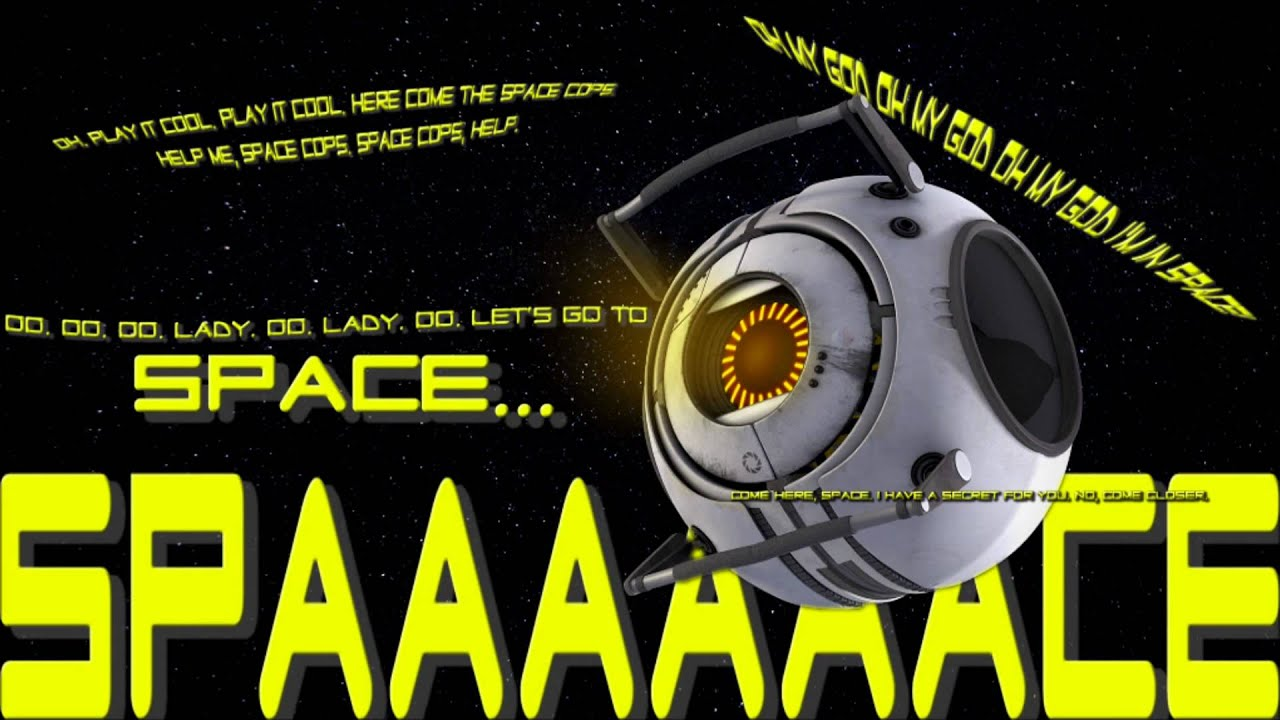 OH, PLAY IT COOL, PLAY IT COOL, HERE COME THE SPACE COPS.
HELP ME, SPACE COPS. SPACE COPS, HELP.
OH MY GOD OH MY GOD OH MY GOD I'M IN SPACE!
OO. OO. OO. LADY. OO. LADY. OO. LET'S GO TO
SPACE...
COME HERE, SPACE. I HAVE A SECRET FOR YOU. NO, COME CLOSER.
SPAAAAAACE